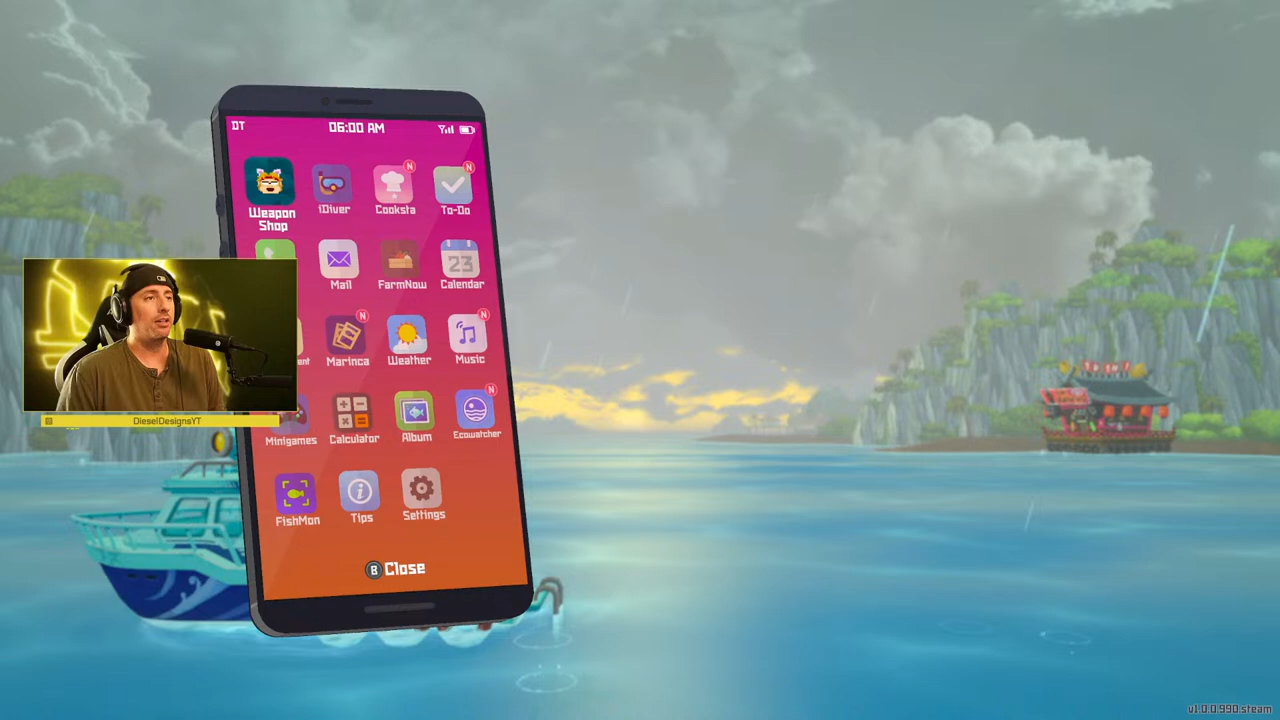 DT
06:00 AM
Weapon
Shop
iDiver
N
Cooksta
N
To-Do
Mail
FarmNow
23
Calendar
N
Marinca
Weather
N
Music
Minigames
Calculator
Album
N
Ecowatcher
FishMon
Tips
Settings
B Close
DieselDesignsYT
v1.0.0.990.steam